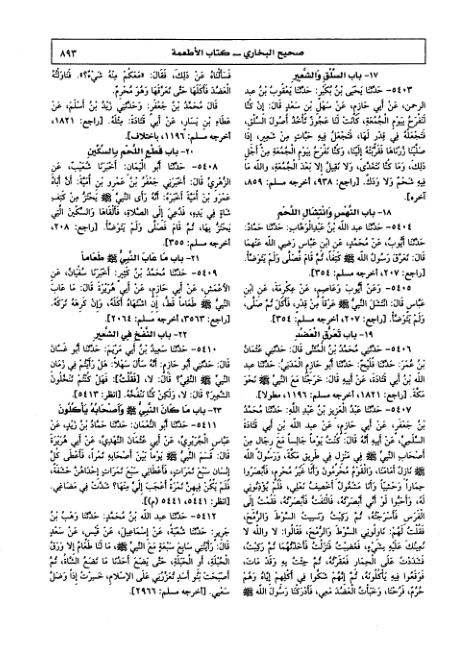 صحيح البخاري ــ كتاب الأطعمة
٨٩٣
١٧- باب السِّلْقِ وَالشَّعِيرِ
٥٤٠٣- حَدَّثَنَا يَحْيَى بْنُ بُكَيْرٍ: حَدَّثَنَا يَعْقُوبُ بْنُ عبد
الرحمنِ، عَنْ أَبِي حَازِمٍ، عَنْ سَهْلِ بْنِ سَعْدٍ قَالَ: إِنْ كُنَّا
لَنَفْرَحُ بِيَوْمِ الْجُمُعَةِ، كَانَتْ لَنَا عَجُوزٌ تَأْخُذُ أُصُولَ السِّلْقِ،
فَتَجْعَلُهُ فِي قِدْرٍ لَهَا، فَتَجْعَلُ فِيهِ حَبَّاتٍ مِنْ شَعِيرٍ، إِذَا
صَلَّيْنَا زُرْنَاهَا فَقَرَّبَتْهُ إِلَيْنَا، وَكُنَّا نَفْرَحُ بِيَوْمِ الْجُمُعَةِ مِنْ أَجْلِ
ذَلِكَ، وَمَا كُنَّا نَتَغَدَّى، وَلَا نَقِيلُ إِلَّا بَعْدَ الْجُمُعَةِ، وَاللهِ مَا
فِيهِ شَحْمٌ وَلَا وَدَكٌ. [راجع: ٩٣٨، أخرجه مسلم: ٨٥٩،
آخره].
١٨- باب النَّهْسِ وَانْتِشَالِ اللَّحْمِ
٥٤٠٤- حَدَّثَنَا عبد اللهِ بْنُ عَبْدِالْوَهَّابِ: حَدَّثَنَا حَمَّادٌ:
حَدَّثَنَا أَيُّوبُ، عَنْ مُحَمَّدٍ، عَنِ ابْنِ عَبَّاسٍ رضي الله عَنْهمَا
قَالَ: تَعَرَّقَ رَسُولُ اللهِ ﷺ كَتِفًا، ثُمَّ قَامَ فَصَلَّى وَلَمْ يَتَوَضَّأْ.
[راجع: ٢٠٧، أخرجه مسلم: ٣٥٤].
٥٤٠٥- وَعَنْ أَيُّوبَ وَعَاصِمٍ، عَنْ عِكْرِمَةَ، عَنِ ابْنِ
عَبَّاسٍ قَالَ: انْتَشَلَ النَّبِيُّ ﷺ عَرْقًا مِنْ قِدْرٍ، فَأَكَلَ ثُمَّ صَلَّى،
وَلَمْ يَتَوَضَّأْ. [راجع: ٢٠٧، أخرجه مسلم: ٣٥٤].
١٩- باب تَعَرُّقِ الْعَضُدِ
٥٤٠٦- حَدَّثَنِي مُحَمَّدُ بْنُ الْمُثَنَّى قَالَ: حَدَّثَنِي عُثْمَانُ
بْنُ عُمَرَ: حَدَّثَنَا فُلَيْحٌ: حَدَّثَنَا أَبُو حَازِمٍ الْمَدَنِيُّ: حَدَّثَنَا عبد
اللهِ بْنُ أَبِي قَتَادَةَ، عَنْ أَبِيهِ قَالَ: خَرَجْنَا مَعَ النَّبِيِّ ﷺ نَحْوَ
مَكَّةَ. [راجع: ١٨٢١، أخرجه مسلم: ١١٩٦، مطولا].
٥٤٠٧- حَدَّثَنَا عَبْدُ الْعَزِيزِ بْنُ عَبْدِ اللهِ: حَدَّثَنَا مُحَمَّدُ
بْنُ جَعْفَرٍ، عَنْ أَبِي حَازِمٍ، عَنْ عبد اللهِ بْنِ أَبِي قَتَادَةَ
السَّلَمِيِّ، عَنْ أَبِيهِ أَنَّهُ قَالَ: كُنْتُ يَوْمًا جَالِسًا مَعَ رِجَالٍ مِنْ
أَصْحَابِ النَّبِيِّ ﷺ فِي مَنْزِلٍ فِي طَرِيقِ مَكَّةَ، وَرَسُولُ اللهِ
ﷺ نَازِلٌ أَمَامَنَا، وَالْقَوْمُ مُحْرِمُونَ وَأَنَا غَيْرُ مُحْرِمٍ، فَأَبْصَرُوا
حِمَارًا وَحْشِيًّا وَأَنَا مَشْغُولٌ أَخْصِفُ نَعْلِي، فَلَمْ يُؤْذِنُونِي
لَهُ، وَأَحَبُّوا لَوْ أَنِّي أَبْصَرْتُهُ، فَالْتَفَتُّ فَأَبْصَرْتُهُ، فَقُمْتُ إِلَى
الْفَرَسِ فَأَسْرَجْتُهُ، ثُمَّ رَكِبْتُ وَنَسِيتُ السَّوْطَ وَالرُّمْحَ،
فَقُلْتُ لَهُمْ: نَاوِلُونِي السَّوْطَ وَالرُّمْحَ، فَقَالُوا: لَا وَاللهِ لَا
نُعِينُكَ عَلَيْهِ بِشَيْءٍ، فَغَضِبْتُ فَنَزَلْتُ فَأَخَذْتُهُمَا ثُمَّ رَكِبْتُ،
فَشَدَدْتُ عَلَى الْحِمَارِ فَعَقَرْتُهُ، ثُمَّ جِئْتُ بِهِ وَقَدْ مَاتَ،
فَوَقَعُوا فِيهِ يَأْكُلُونَهُ، ثُمَّ إِنَّهُمْ شَكُّوا فِي أَكْلِهِمْ إِيَّاهُ وَهُمْ
حُرُمٌ، فَرُحْنَا، وَخَبَأْتُ الْعَضُدَ مَعِي، فَأَدْرَكْنَا رَسُولَ اللهِ ﷺ
فَسَأَلْنَاهُ عَنْ ذَلِكَ، فَقَالَ: «مَعَكُمْ مِنْهُ شَيْءٌ؟». فَنَاوَلْتُهُ
الْعَضُدَ فَأَكَلَهَا حَتَّى تَعَرَّقَهَا وَهُوَ مُحْرِمٌ.
قَالَ مُحَمَّدُ بْنُ جَعْفَرٍ: وَحَدَّثَنِي زَيْدُ بْنُ أَسْلَمَ، عَنْ
عَطَاءِ بْنِ يَسَارٍ، عَنْ أَبِي قَتَادَةَ: مِثْلَهُ. [راجع: ١٨٢١،
أخرجه مسلم: ١١٩٦، باختلاف].
٢٠- باب قَطْعِ اللَّحْمِ بِالسِّكِّينِ
٥٤٠٨- حَدَّثَنَا أَبُو الْيَمَانِ: أَخْبَرَنَا شُعَيْبٌ، عَنِ
الزُّهْرِيِّ قَالَ: أَخْبَرَنِي جَعْفَرُ بْنُ عَمْرِو بْنِ أُمَيَّةَ: أَنَّ أَبَاهُ
عَمْرَو بْنَ أُمَيَّةَ أَخْبَرَهُ: أَنَّهُ رَأَى النَّبِيَّ ﷺ يَحْتَزُّ مِنْ كَتِفِ
شَاةٍ فِي يَدِهِ، فَدُعِيَ إِلَى الصَّلَاةِ، فَأَلْقَاهَا وَالسِّكِّينَ الَّتِي
يَحْتَزُّ بِهَا، ثُمَّ قَامَ فَصَلَّى وَلَمْ يَتَوَضَّأْ. [راجع: ٢٠٨،
أخرجه مسلم: ٣٥٥].
٢١- باب مَا عَابَ النَّبِيُّ ﷺ طَعَاماً
٥٤٠٩- حَدَّثَنَا مُحَمَّدُ بْنُ كَثِيرٍ: أَخْبَرَنَا سُفْيَانُ، عَنِ
الأَعْمَشِ، عَنْ أَبِي حَازِمٍ، عَنْ أَبِي هُرَيْرَةَ قَالَ: مَا عَابَ
النَّبِيُّ ﷺ طَعَامًا قَطُّ، إِنِ اشْتَهَاهُ أَكَلَهُ، وَإِنْ كَرِهَهُ تَرَكَهُ.
[راجع: ٣٥٦٣، أخرجه مسلم: ٢٠٦٤].
٢٢- باب النَّفْخِ فِي الشَّعِيرِ
٥٤١٠- حَدَّثَنَا سَعِيدُ بْنُ أَبِي مَرْيَمَ: حَدَّثَنَا أَبُو غَسَّانَ
قَالَ: حَدَّثَنِي أَبُو حَازِمٍ: أَنَّهُ سَأَلَ سَهْلاً: هَلْ رَأَيْتُمْ فِي زَمَانِ
النَّبِيِّ ﷺ النَّقِيَّ؟ قَالَ: لَا، فَقُلْتُ: فَهَلْ كُنْتُمْ تَنْخُلُونَ
الشَّعِيرَ؟ قَالَ: لَا، وَلَكِنْ كُنَّا نَنْفُخُهُ. [انظر: ٥٤١٣].
٢٣- باب مَا كَانَ النَّبِيُّ ﷺ وَأَصْحَابُهُ يَأْكُلُونَ
٥٤١١- حَدَّثَنَا أَبُو النُّعْمَانِ: حَدَّثَنَا حَمَّادُ بْنُ زَيْدٍ، عَنْ
عَبَّاسٍ الْجُرَيْرِيِّ، عَنْ أَبِي عُثْمَانَ النَّهْدِيِّ، عَنْ أَبِي هُرَيْرَةَ
قَالَ: قَسَمَ النَّبِيُّ ﷺ يَوْمًا بَيْنَ أَصْحَابِهِ تَمْرًا، فَأَعْطَى كُلَّ
إِنْسَانٍ سَبْعَ تَمَرَاتٍ، فَأَعْطَانِي سَبْعَ تَمَرَاتٍ إِحْدَاهُنَّ حَشَفَةٌ،
فَلَمْ يَكُنْ فِيهِنَّ تَمْرَةٌ أَعْجَبَ إِلَيَّ مِنْهَا؛ شَدَّتْ فِي مَضَاغِي.
[انظر: ٥٤٤١، ٥٤٤١ (م)].
٥٤١٢- حَدَّثَنَا عبد اللهِ بْنُ مُحَمَّدٍ: حَدَّثَنَا وَهْبُ بْنُ
جَرِيرٍ: حَدَّثَنَا شُعْبَةُ، عَنْ إِسْمَاعِيلَ، عَنْ قَيْسٍ، عَنْ سَعْدٍ
قَالَ: رَأَيْتُنِي سَابِعَ سَبْعَةٍ مَعَ النَّبِيِّ ﷺ، مَا لَنَا طَعَامٌ إِلَّا وَرَقُ
الْحُبْلَةِ، أَوِ الْحَبَلَةِ، حَتَّى يَضَعَ أَحَدُنَا مَا تَضَعُ الشَّاةُ، ثُمَّ
أَصْبَحَتْ بَنُو أَسَدٍ تُعَزِّرُنِي عَلَى الإِسْلَامِ، خَسِرْتُ إِذًا وَضَلَّ
سَعْيِي. [أخرجه مسلم: ٢٩٦٦].